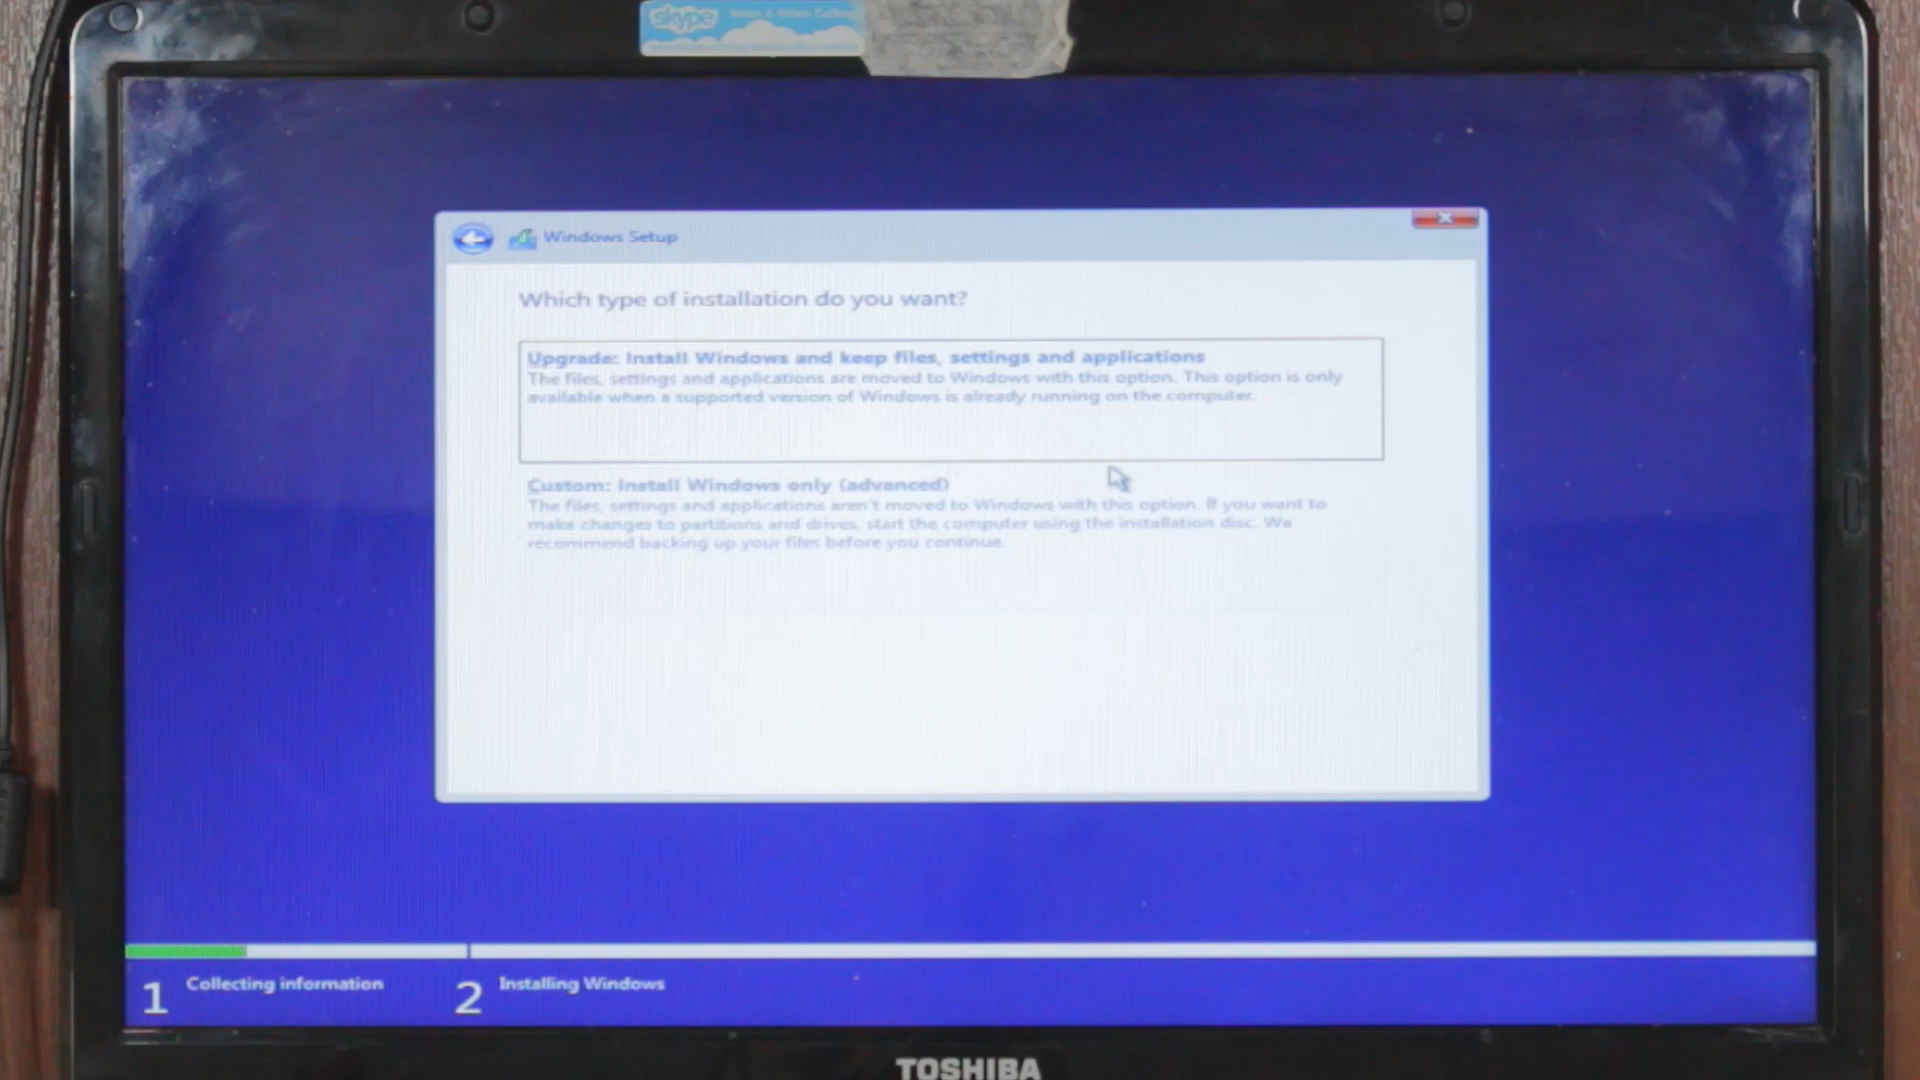 skype
Windows Setup
Which type of installation do you want?
Upgrade: Install Windows and keep files, settings and applications
The files, settings and applications are moved to Windows with this option. This option is only
available when a supported version of Windows is already running on the computer.
Custom: Install Windows only (advanced)
The files, settings and applications aren't moved to Windows with this option. If you want to
make changes to partitions and drives, start the computer using the installation disc. We
recommend backing up your files before you continue.
1 Collecting information 2 Installing Windows
TOSHIBA